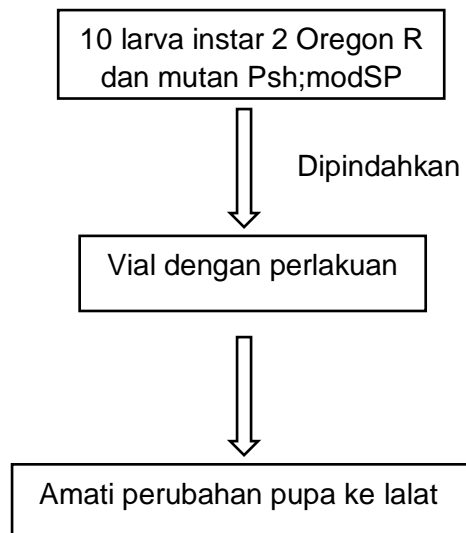 10 larva instar 2 Oregon R
dan mutan Psh;modSP
Dipindahkan
Vial dengan perlakuan
Amati perubahan pupa ke lalat